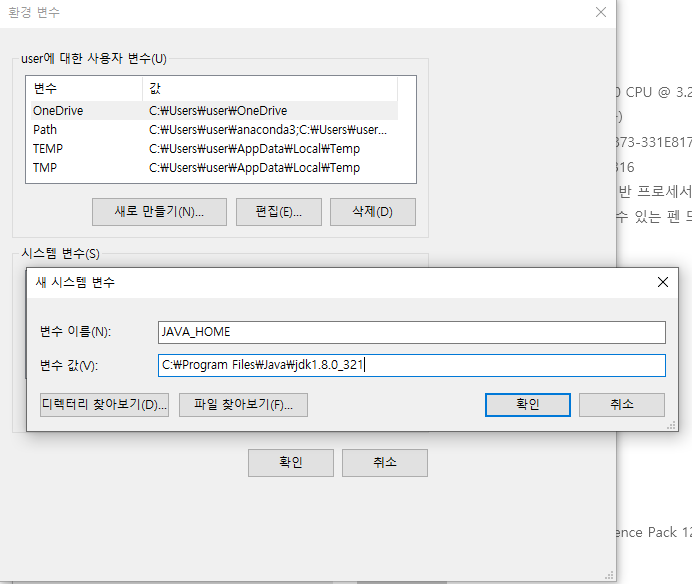 환경 변수
user에 대한 사용자 변수(U)
변수 값
OneDrive C:₩Users₩user₩OneDrive
Path C:₩Users₩user₩anaconda3;C:₩Users₩user...
TEMP C:₩Users₩user₩AppData₩Local₩Temp
TMP C:₩Users₩user₩AppData₩Local₩Temp
새로 만들기(N)... 편집(E)... 삭제(D)
시스템 변수(S)
새 시스템 변수
변수 이름(N): JAVA_HOME
변수 값(V): C:₩Program Files₩Java₩jdk1.8.0_321
디렉터리 찾아보기(D)... 파일 찾아보기(F)... 확인 취소
확인 취소
0 CPU @ 3.2
373-331E817
316
반 프로세서
수 있는 펜
ence Pack 12